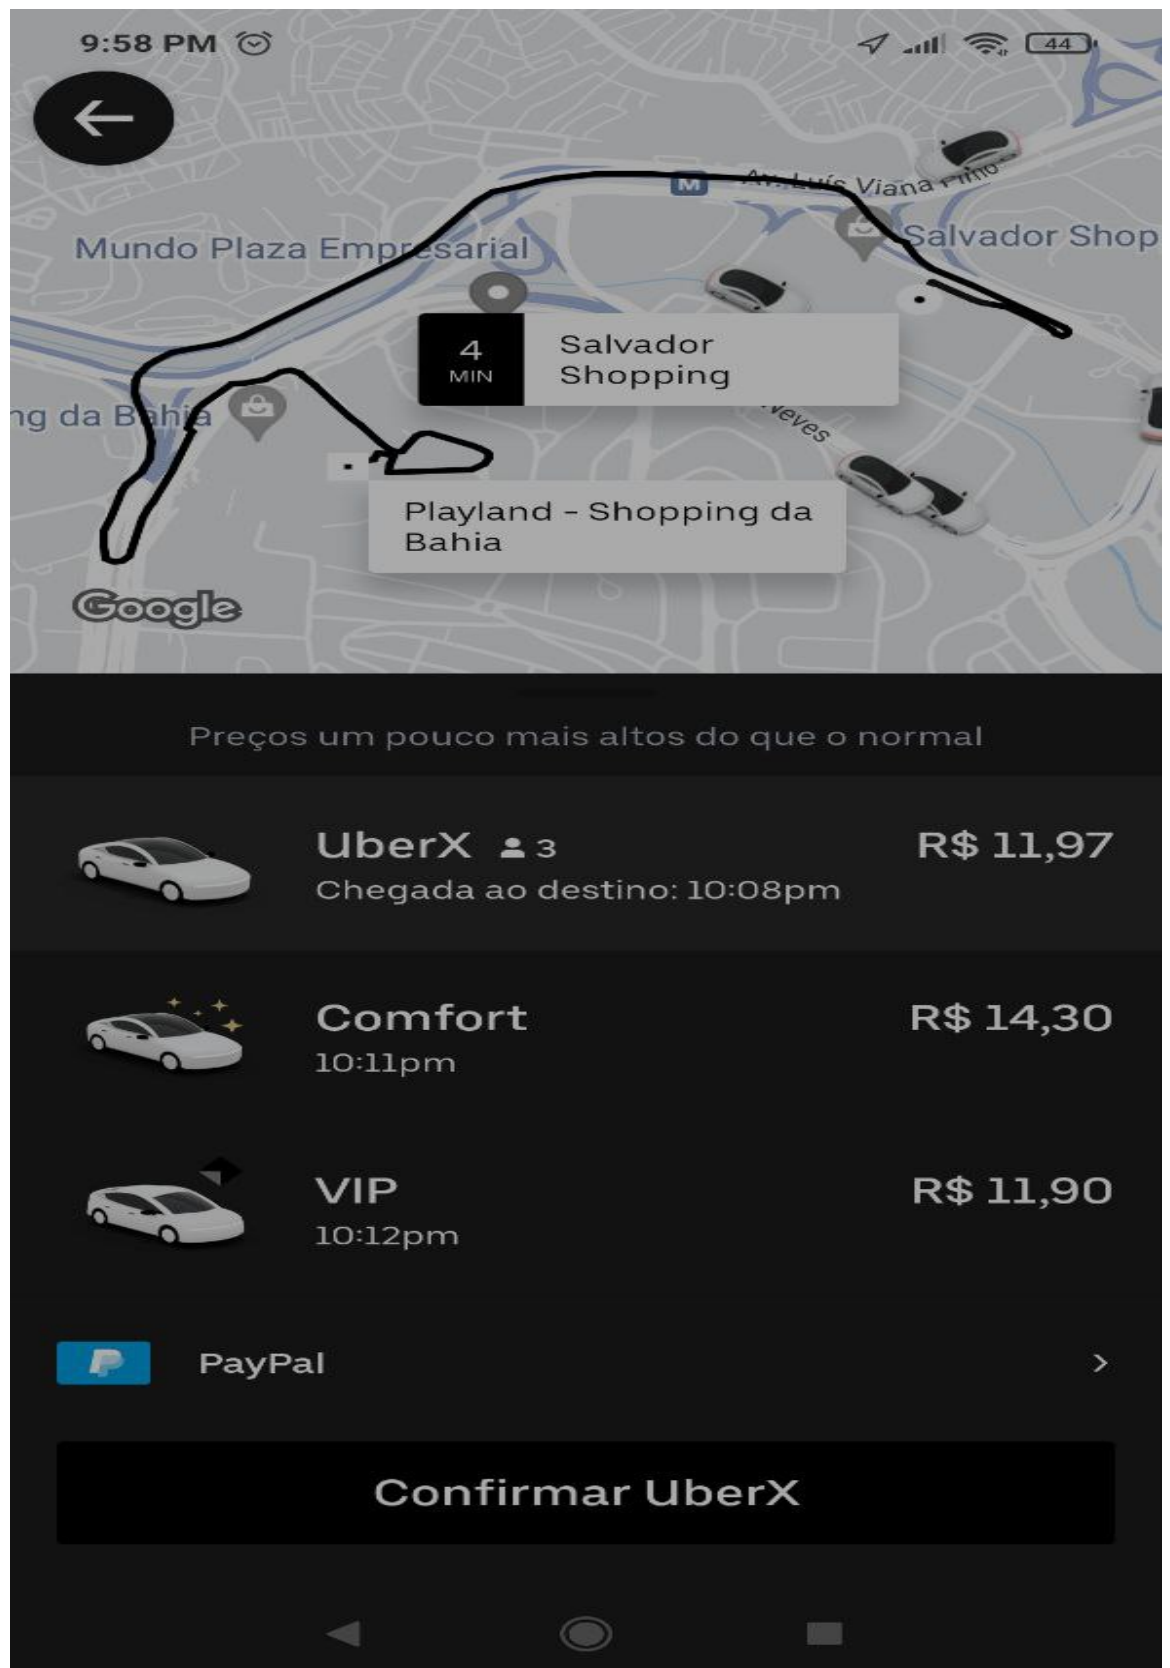 9:58 PM
44
M
Av. Luís Viana Filho
Mundo Plaza Empresarial
Salvador Shop
4
MIN
Salvador
Shopping
ng da Bahia
Neves
Playland - Shopping da
Bahia
Google
Preços um pouco mais altos do que o normal
UberX 3
R$ 11,97
Chegada ao destino: 10:08pm
Comfort
R$ 14,30
10:11pm
VIP
R$ 11,90
10:12pm
PayPal
Confirmar UberX